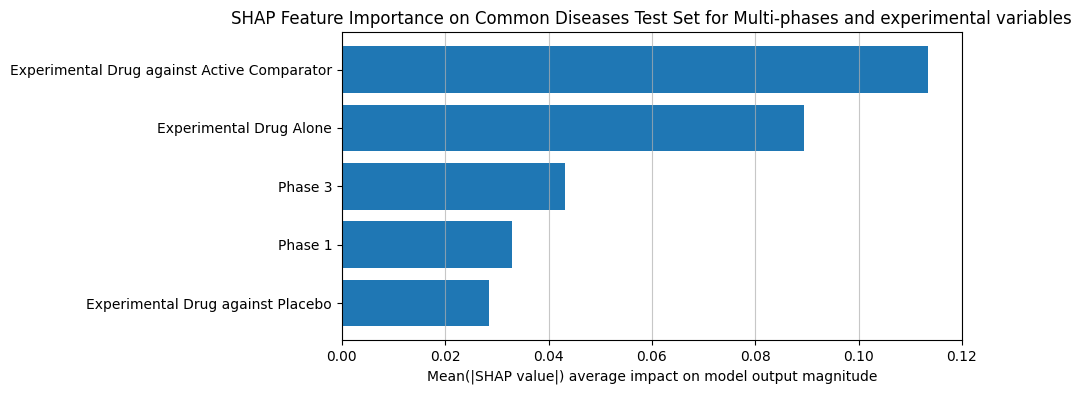 SHAP Feature Importance on Common Diseases Test Set for Multi-phases and experimental variables
Experimental Drug against Active Comparator
Experimental Drug Alone
Phase 3
Phase 1
Experimental Drug against Placebo
0.00 0.02 0.04 0.06 0.08 0.10 0.12
Mean(|SHAP value|) average impact on model output magnitude